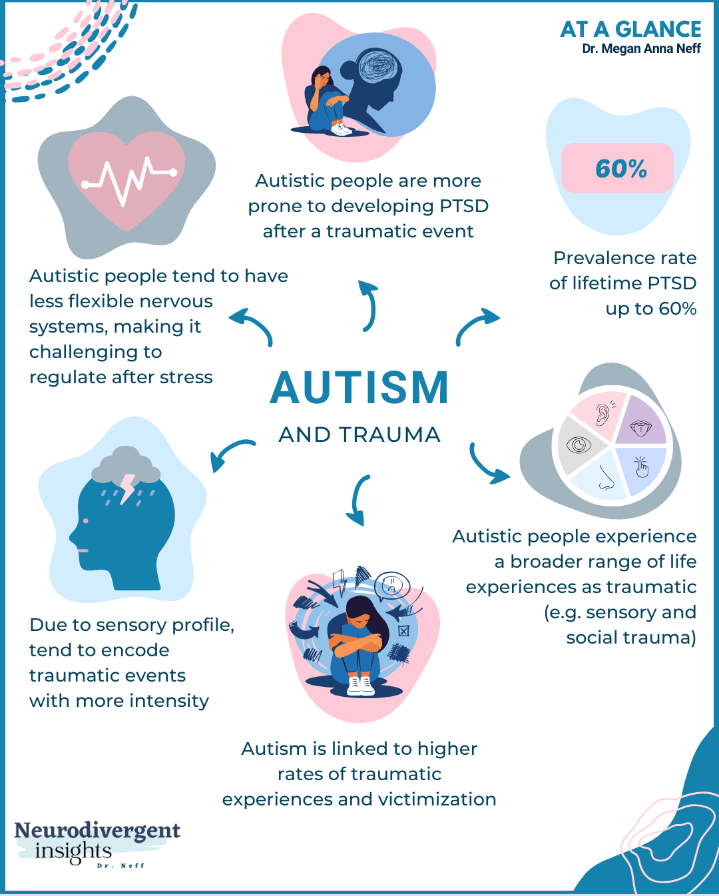 AT A GLANCE
Dr. Megan Anna Neff
Autistic people are more
prone to developing PTSD
after a traumatic event
60%
Prevalence rate
of lifetime PTSD
up to 60%
Autistic people tend to have
less flexible nervous
systems, making it
challenging to
regulate after stress
AUTISM
AND TRAUMA
Autistic people experience
a broader range of life
experiences as traumatic
(e.g. sensory and
social trauma)
Due to sensory profile,
tend to encode
traumatic events
with more intensity
Autism is linked to higher
rates of traumatic
experiences and victimization
Neurodivergent
insights
Dr. Neff